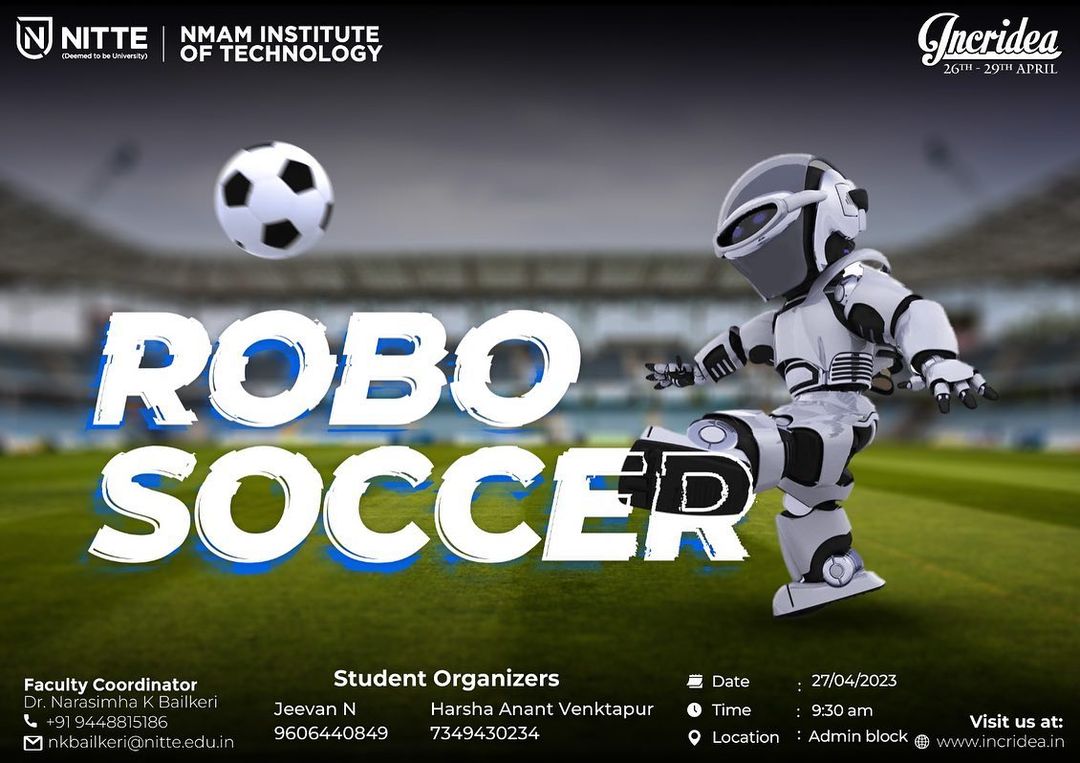 NITTE
(Deemed to be University)
NMAM INSTITUTE
OF TECHNOLOGY
Incridea
26TH - 29TH APRIL
ROBO
SOCCER
Faculty Coordinator
Dr. Narasimha K Bailkeri
+91 9448815186
nkbailkeri@nitte.edu.in
Student Organizers
Jeevan N
9606440849
Harsha Anant Venktapur
7349430234
Date : 27/04/2023
Time : 9:30 am
Location : Admin block
Visit us at:
www.incridea.in